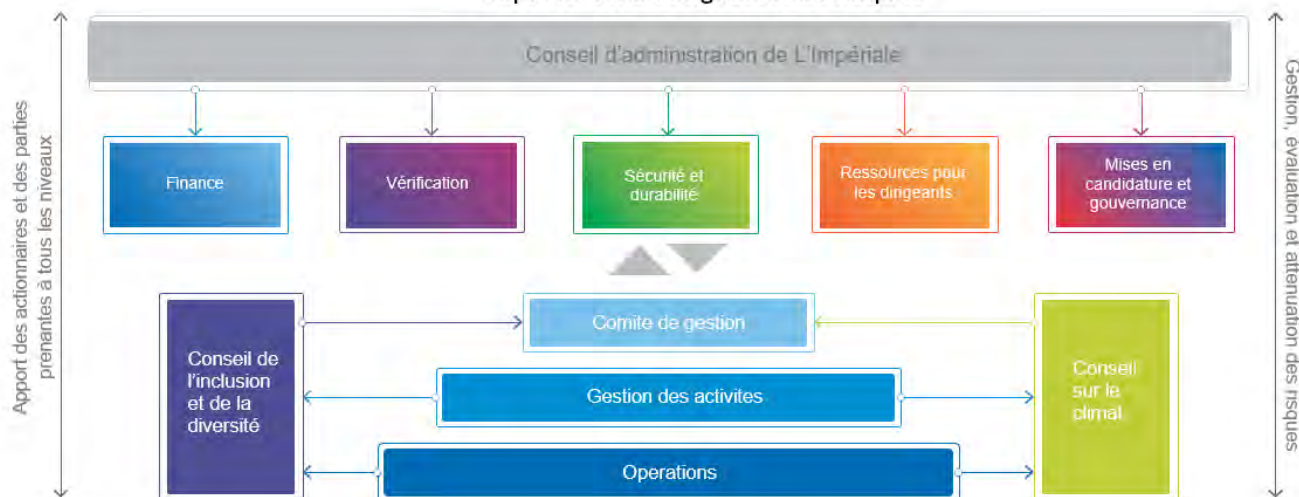 Conseil d'administration de L'Impériale
Apport des actionnaires et des parties
prenantes à tous les niveaux
Gestion, évaluation et attenuation des risques
Finance
Vérification
Sécurité et
durabilité
Ressources pour
les dirigeants
Mises en
candidature et
gouvernance
Conseil de
l'inclusion
et de la
diversité
Comite de gestion
Gestion des activites
Operations
Conseil
sur le
climat